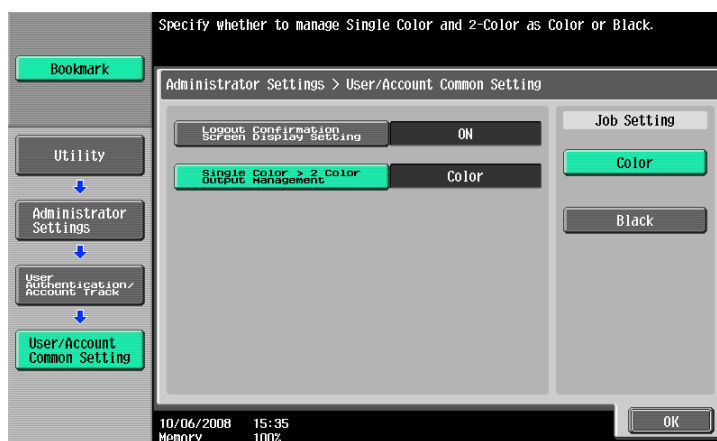 Specify whether to manage Single Color and 2-Color as Color or Black.
Bookmark
Administrator Settings > User/Account Common Setting
Logout Confirmation
Screen Display Setting
ON
Single Color > 2 Color
Output Management
Color
Job Setting
Color
Black
Utility
Administrator
Settings
User
Authentication/
Account Track
User/Account
Common Setting
10/06/2008 15:35
Memory 100%
OK